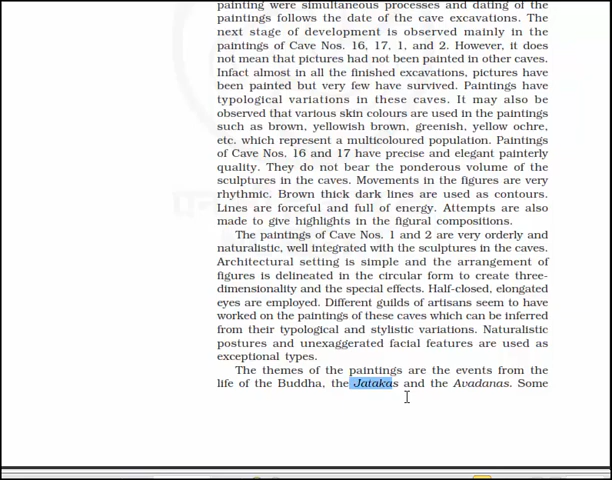 painting were simultaneous processes and dating of the
paintings follows the date of the cave excavations. The
next stage of development is observed mainly in the
paintings of Cave Nos. 16, 17, 1, and 2. However, it does
not mean that pictures had not been painted in other caves.
Infact almost in all the finished excavations, pictures have
been painted but very few have survived. Paintings have
typological variations in these caves. It may also be
observed that various skin colours are used in the paintings
such as brown, yellowish brown, greenish, yellow ochre,
etc. which represent a multicoloured population. Paintings
of Cave Nos. 16 and 17 have precise and elegant painterly
quality. They do not bear the ponderous volume of the
sculptures in the caves. Movements in the figures are very
rhythmic. Brown thick dark lines are used as contours.
Lines are forceful and full of energy. Attempts are also
made to give highlights in the figural compositions.
The paintings of Cave Nos. 1 and 2 are very orderly and
naturalistic, well integrated with the sculptures in the caves.
Architectural setting is simple and the arrangement of
figures is delineated in the circular form to create three-
dimensionality and the special effects. Half-closed, elongated
eyes are employed. Different guilds of artisans seem to have
worked on the paintings of these caves which can be inferred
from their typological and stylistic variations. Naturalistic
postures and unexaggerated facial features are used as
exceptional types.
The themes of the paintings are the events from the
life of the Buddha, the Jatakas and the Avadanas. Some